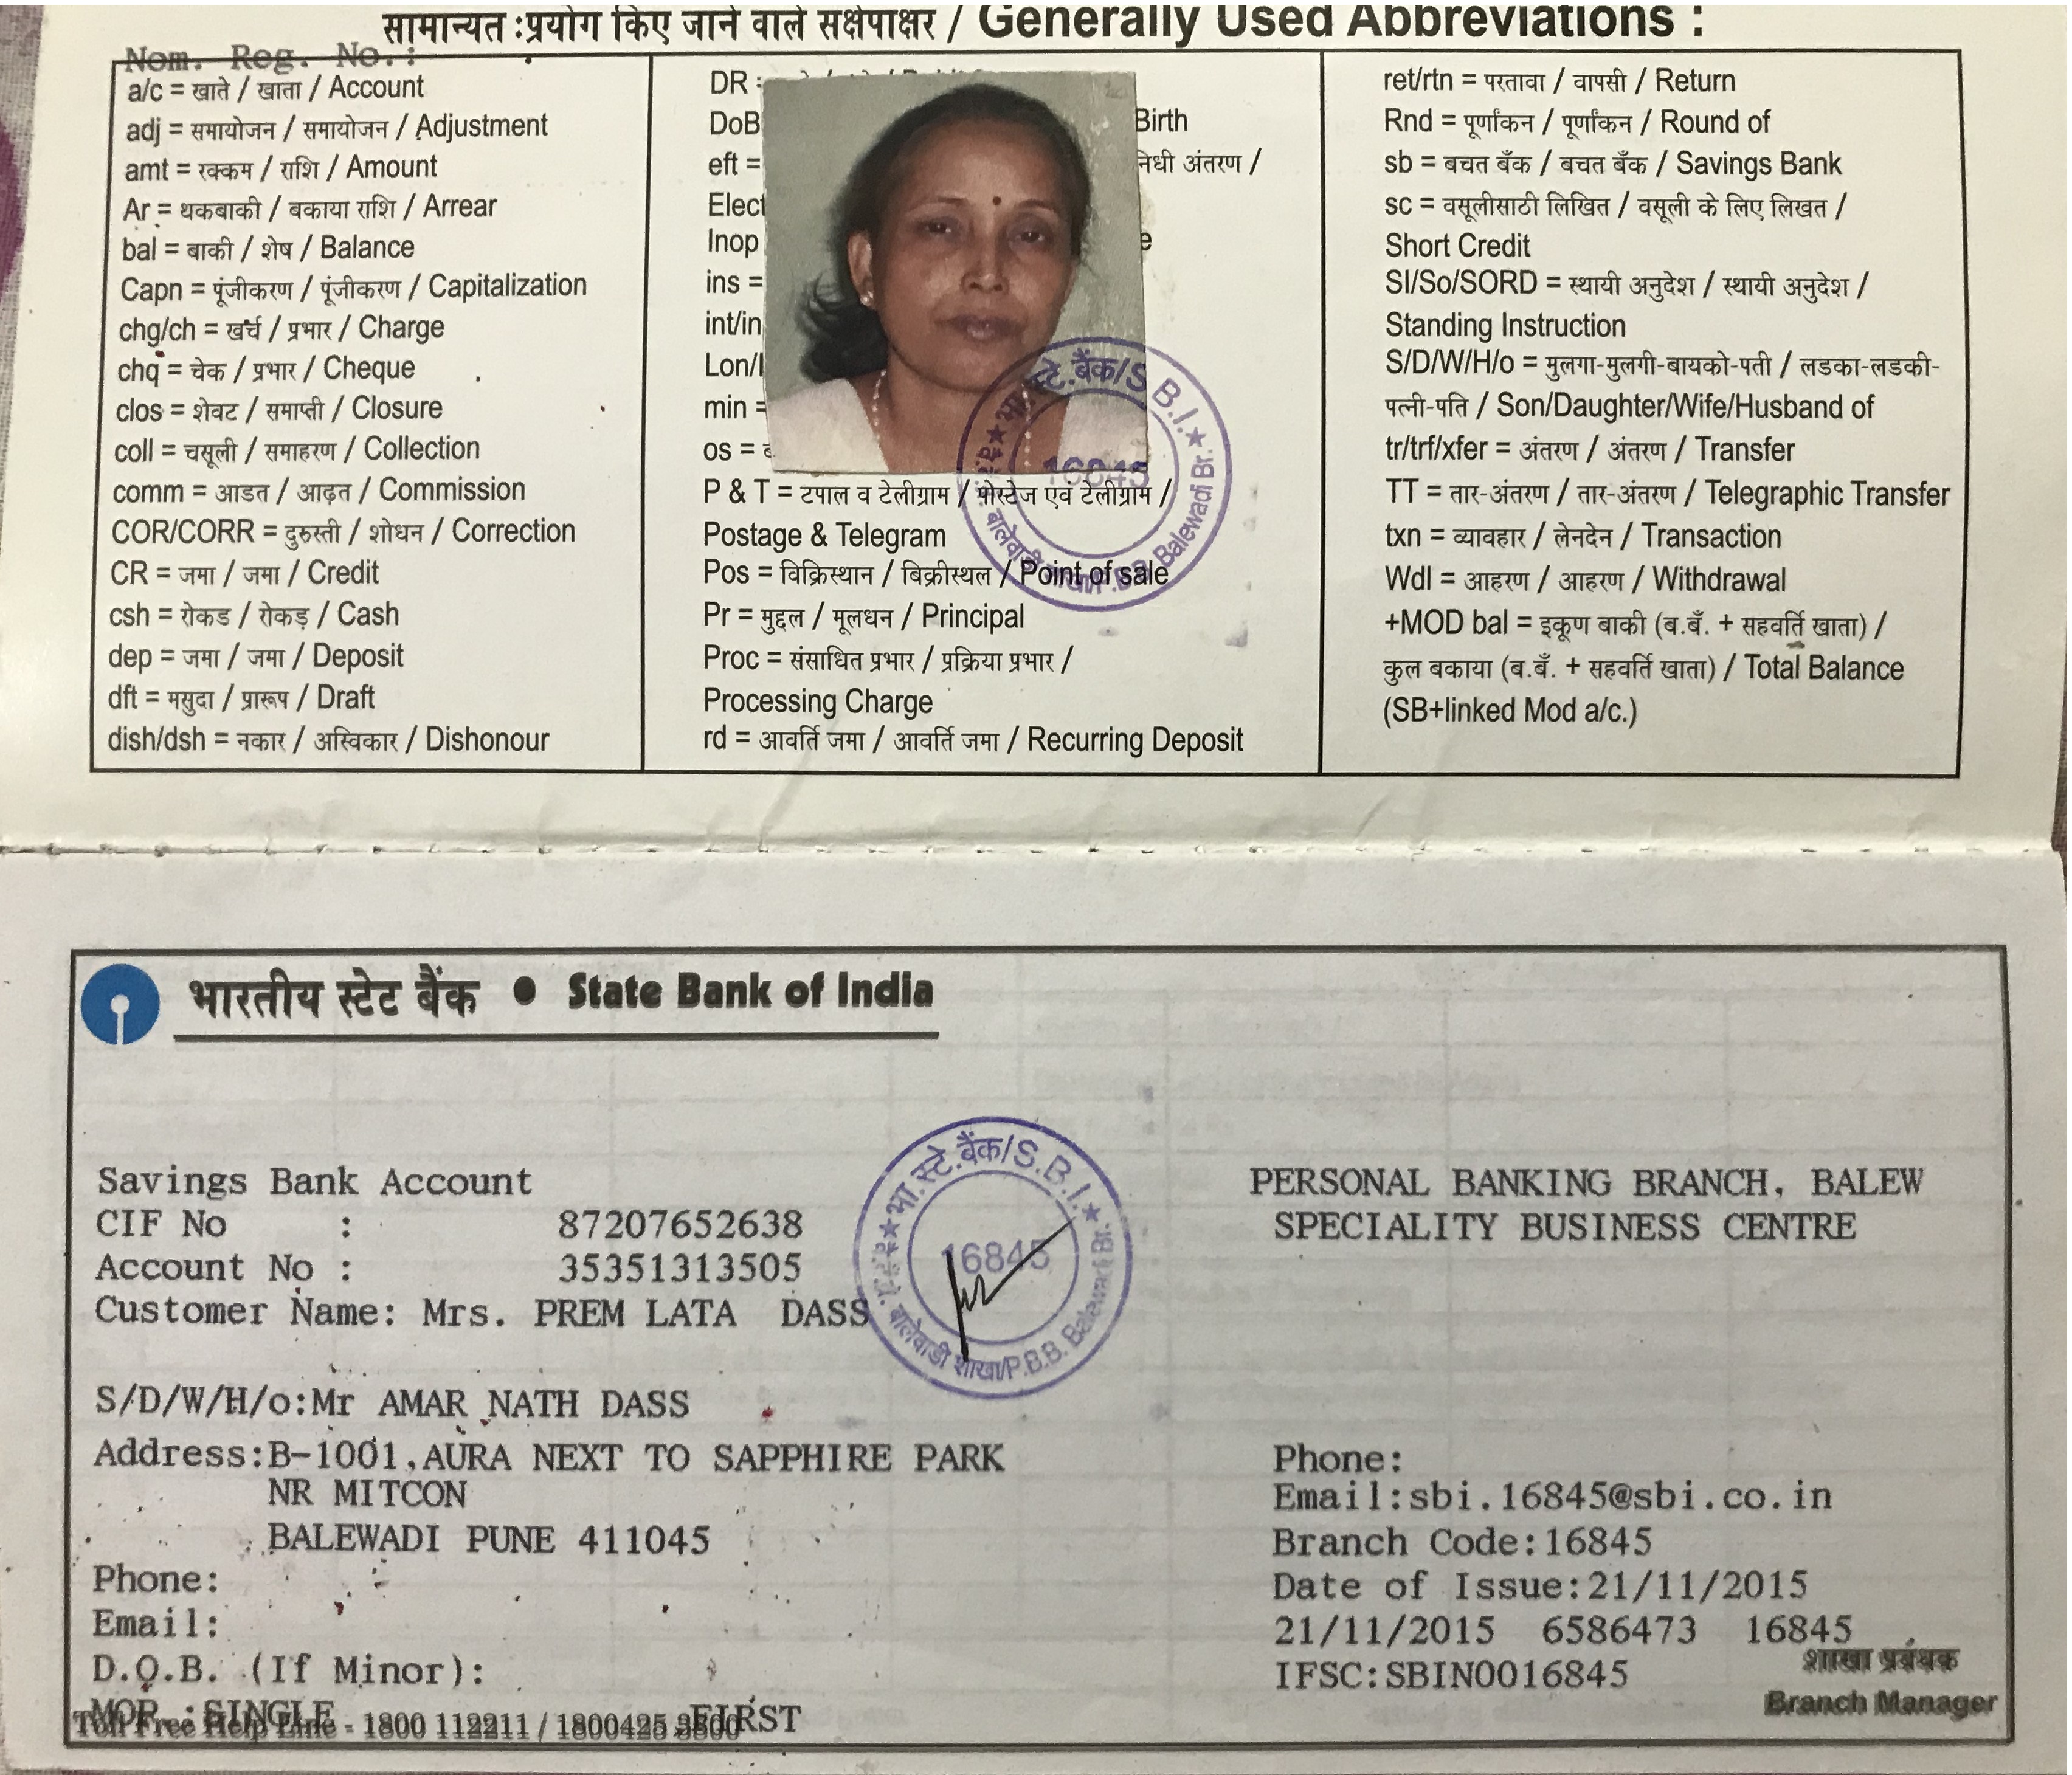 सामान्यत :प्रयोग किए जाने वाले सक्षेपाक्षर / Generally Used Abbreviations :
Nom. Reg. No.:
a/c = खाते / खाता / Account
adj = समायोजन / समायोजन / Adjustment
amt = रक्कम / राशि / Amount
Ar = थकबाकी / बकाया राशि / Arrear
bal = बाकी / शेष / Balance
Capn = पूंजीकरण / पूंजीकरण / Capitalization
chg/ch = खर्च / प्रभार / Charge
chq = चेक / प्रभार / Cheque
clos = शेवट / समाप्ती / Closure
coll = वसूली / समाहरण / Collection
comm = आडत / आढ़त / Commission
COR/CORR = दुरुस्ती / शोधन / Correction
CR = जमा / जमा / Credit
csh = रोकड / रोकड़ / Cash
dep = जमा / जमा / Deposit
dft = मसुदा / प्रारूप / Draft
dish/dsh = नकार / अस्विकार / Dishonour
DR :
DoB Birth
eft = निधी अंतरण /
Elect
Inop
ins =
int/in
Lon/
min =
os =
P & T = टपाल व टेलीग्राम / पोस्टेज एवं टेलीग्राम /
Postage & Telegram
Pos = विक्रिस्थान / बिक्रीस्थल / Point of sale
Pr = मुद्दल / मूलधन / Principal
Proc = संसाधित प्रभार / प्रक्रिया प्रभार /
Processing Charge
rd = आवर्ति जमा / आवर्ति जमा / Recurring Deposit
ret/rtn = परतावा / वापसी / Return
Rnd = पूर्णांकन / पूर्णांकन / Round of
sb = बचत बँक / बचत बँक / Savings Bank
sc = वसूलीसाठी लिखित / वसूली के लिए लिखत /
Short Credit
SI/So/SORD = स्थायी अनुदेश / स्थायी अनुदेश /
Standing Instruction
S/D/W/H/o = मुलगा-मुलगी-बायको-पती / लडका-लडकी-
पत्नी-पति / Son/Daughter/Wife/Husband of
tr/trf/xfer = अंतरण / अंतरण / Transfer
TT = तार-अंतरण / तार-अंतरण / Telegraphic Transfer
txn = व्यावहार / लेनदेन / Transaction
Wdl = आहरण / आहरण / Withdrawal
+MOD bal = इकूण बाकी (ब.बँ. + सहवर्ति खाता) /
कुल बकाया (ब.बँ. + सहवर्ति खाता) / Total Balance
(SB+linked Mod a/c.)
भा.स्टे.बैंक/S.B.I.
16845
बालेवाडी शाखा/P.B.B. Balewadi Br.
भारतीय स्टेट बैंक • State Bank of India
Savings Bank Account
CIF No : 87207652638
Account No : 35351313505
Customer Name: Mrs. PREM LATA DASS
S/D/W/H/o:Mr AMAR NATH DASS
Address:B-1001,AURA NEXT TO SAPPHIRE PARK
NR MITCON
BALEWADI PUNE 411045
Phone:
Email:
D.O.B. (If Minor):
MOP.:SINGLE FIRST
Toll Free Help Line - 1800 112211 / 1800425 3800
भा.स्टे.बैंक/S.B.I.
16845
बालेवाडी शाखा/P.B.B. Balewadi Br.
PERSONAL BANKING BRANCH, BALEW
SPECIALITY BUSINESS CENTRE
Phone:
Email:sbi.16845@sbi.co.in
Branch Code:16845
Date of Issue:21/11/2015
21/11/2015 6586473 16845
IFSC:SBIN0016845
शाखा प्रबंधक
Branch Manager